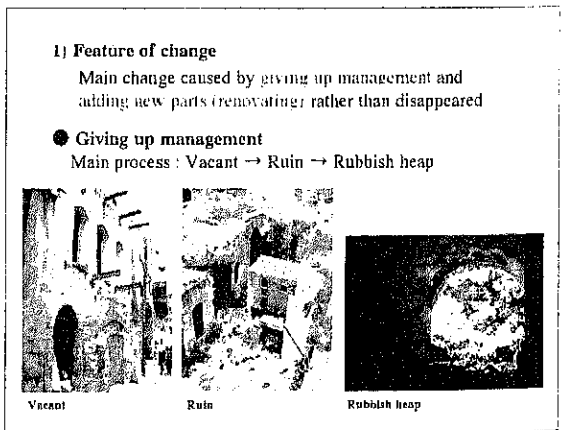 1) Feature of change
Main change caused by giving up management and
adding new parts (renovating) rather than disappeared
● Giving up management
Main process : Vacant → Ruin → Rubbish heap
Vacant
Ruin
Rubbish heap